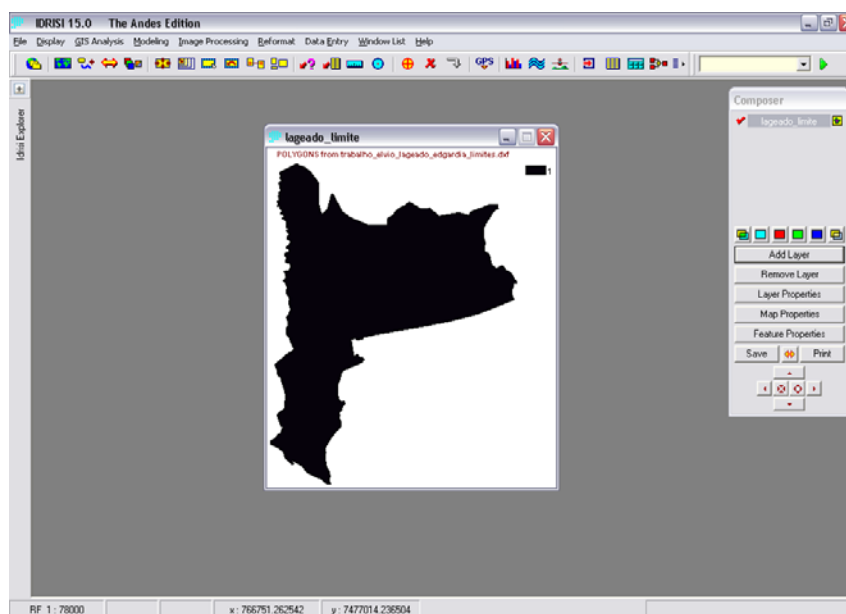 IDRISI 15.0 The Andes Edition
File Display GIS Analysis Modeling Image Processing Reformat Data Entry Window List Help
GPS
Idrisi Explorer
Composer
lageado_limite
lageado_limite
POLYGONS from trabalho_elvio_lageado_edgardia_limites.dxf
1
Add Layer
Remove Layer
Layer Properties
Map Properties
Feature Properties
Save Print
RF 1 : 78000 x : 766751.262542 y : 7477014.236504